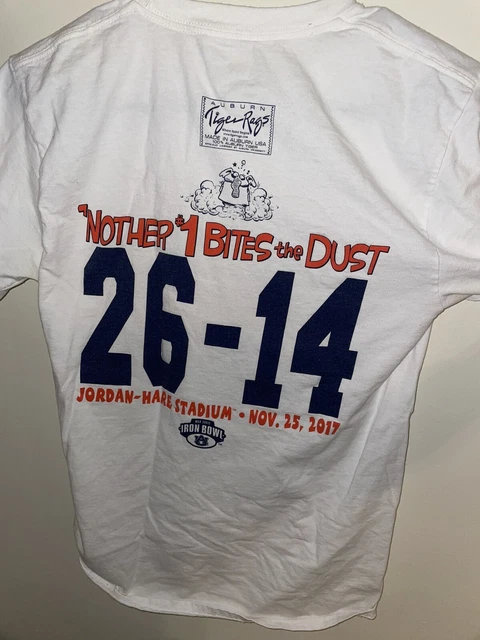 AUBURN
Tiger Rags
MADE IN AUBURN USA
100% AUBURN TIGER
"NOTHER #1 BITES the DUST
26-14
JORDAN-HARE STADIUM™ • NOV. 25, 2017
IRON BOWL
AU